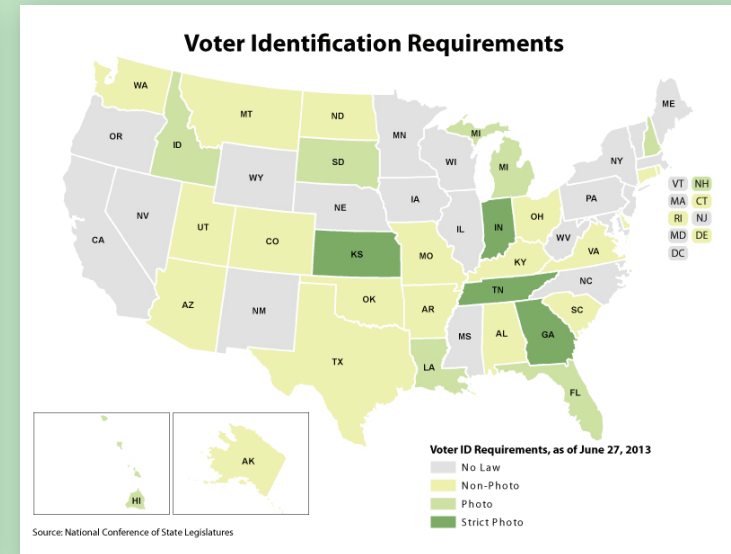 Voter Identification Requirements
WA
MT
ND
MN
ME
OR
ID
SD
WI
MI
MI
NY
WY
VT NH
MA CT
RI NJ
MD DE
DC
NE
IA
PA
NV
UT
CO
IL
IN
OH
CA
KS
MO
WV
VA
KY
AZ
NM
OK
AR
TN
NC
SC
MS
AL
GA
TX
LA
FL
HI
AK
Voter ID Requirements, as of June 27, 2013
No Law
Non-Photo
Photo
Strict Photo
Source: National Conference of State Legislatures